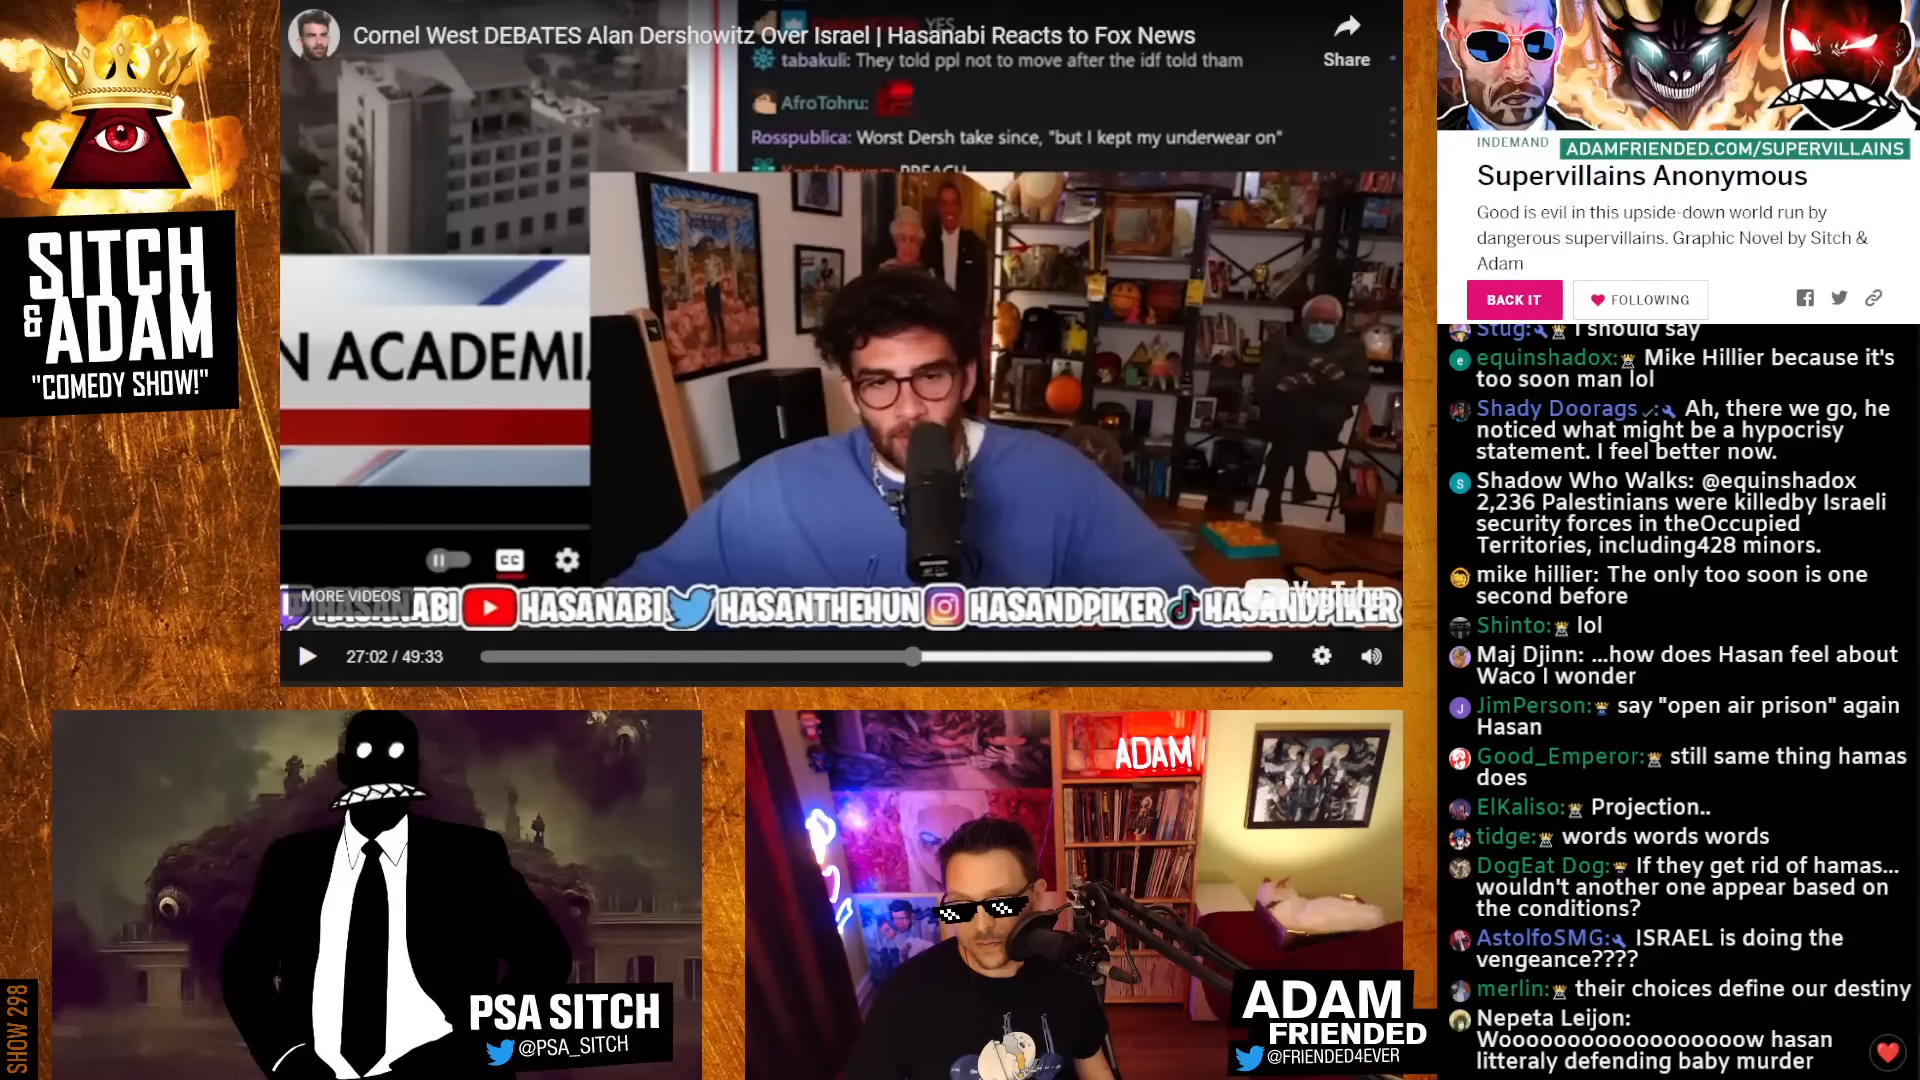 SITCH
& ADAM
"COMEDY SHOW!"
SHOW 298
Cornel West DEBATES Alan Dershowitz Over Israel | Hasanabi Reacts to Fox News
Share
YES
tabakuli: They told ppl not to move after the idf told tham
AfroTohru:
Rosspublica: Worst Dersh take since, "but I kept my underwear on"
PREACH
N ACADEMI
CC
MORE VIDEOS
HASANABI HASANABI HASANTHEHUN HASANDPIKER HASANDPIKER
YouTube
27:02 / 49:33
PSA SITCH
@PSA_SITCH
ADAM
ADAM
FRIENDED
@FRIENDED4EVER
INDEMAND
ADAMFRIENDED.COM/SUPERVILLAINS
Supervillains Anonymous
Good is evil in this upside-down world run by
dangerous supervillains. Graphic Novel by Sitch &
Adam
BACK IT
FOLLOWING
Stug: I should say
equinshadox: Mike Hillier because it's
too soon man lol
Shady Doorags: Ah, there we go, he
noticed what might be a hypocrisy
statement. I feel better now.
Shadow Who Walks: @equinshadox
2,236 Palestinians were killedby Israeli
security forces in theOccupied
Territories, including428 minors.
mike hillier: The only too soon is one
second before
Shinto: lol
Maj Djinn: ...how does Hasan feel about
Waco I wonder
JimPerson: say "open air prison" again
Hasan
Good_Emperor: still same thing hamas
does
ElKaliso: Projection..
tidge: words words words
DogEat Dog: If they get rid of hamas...
wouldn't another one appear based on
the conditions?
AstolfoSMG: ISRAEL is doing the
vengeance????
merlin: their choices define our destiny
Nepeta Leijon:
Wooooooooooooooooow hasan
litteraly defending baby murder